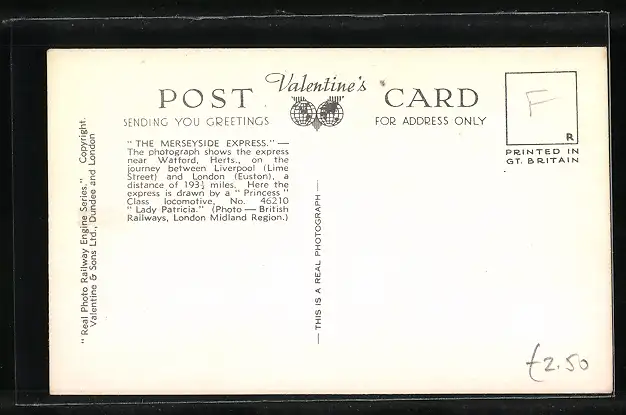 Valentine's
POST CARD
SENDING YOU GREETINGS
FOR ADDRESS ONLY
F
R
PRINTED IN
GT. BRITAIN
" THE MERSEYSIDE EXPRESS." —
The photograph shows the express
near Watford, Herts., on the
journey between Liverpool (Lime
Street) and London (Euston), a
distance of 193½ miles. Here the
express is drawn by a " Princess "
Class locomotive, No. 46210
" Lady Patricia." (Photo — British
Railways, London Midland Region.)
" Real Photo Railway Engine Series." Copyright.
Valentine & Sons Ltd., Dundee and London
— THIS IS A REAL PHOTOGRAPH —
£2.50